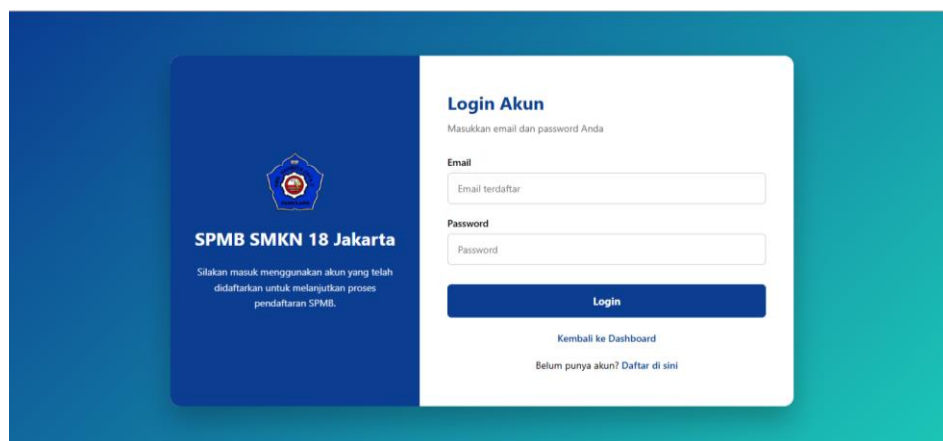 SPMB SMKN 18 Jakarta
Silakan masuk menggunakan akun yang telah
didaftarkan untuk melanjutkan proses
pendaftaran SPMB.
Login Akun
Masukkan email dan password Anda
Email
Email terdaftar
Password
Password
Login
Kembali ke Dashboard
Belum punya akun? Daftar di sini